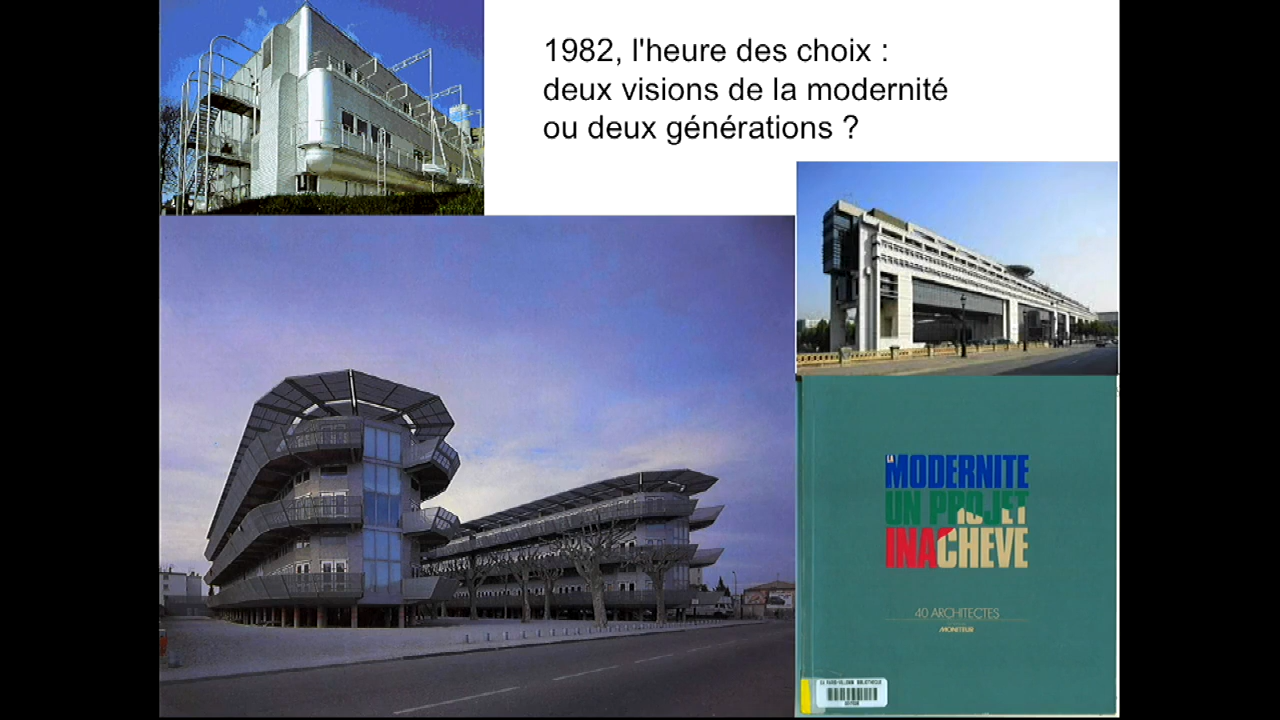 1982, l'heure des choix :
deux visions de la modernité
ou deux générations ?
LA
MODERNITE
UN PROJET
INACHEVE
40 ARCHITECTES
MONITEUR